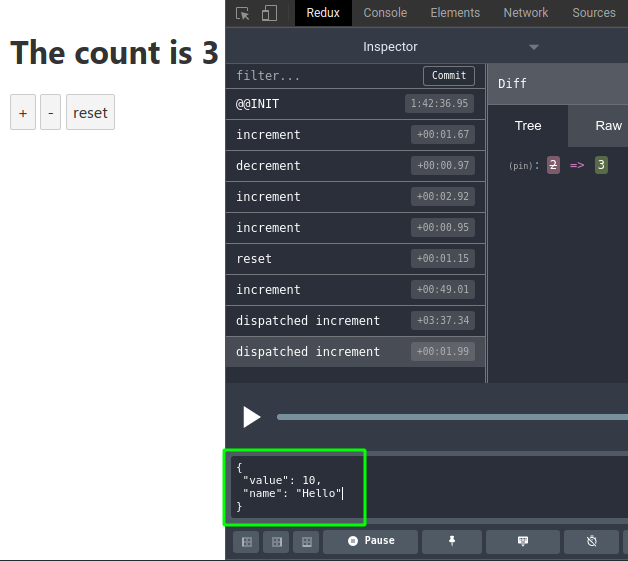 The count is 3
+ - reset
Redux Console Elements Network Sources
Inspector
filter... Commit
@@INIT 1:42:36.95
increment +00:01.67
decrement +00:00.97
increment +00:02.92
increment +00:00.95
reset +00:01.15
increment +00:49.01
dispatched increment +03:37.34
dispatched increment +00:01.99
Diff
Tree Raw
(pin): 2 => 3
{
"value": 10,
"name": "Hello"
}
Pause